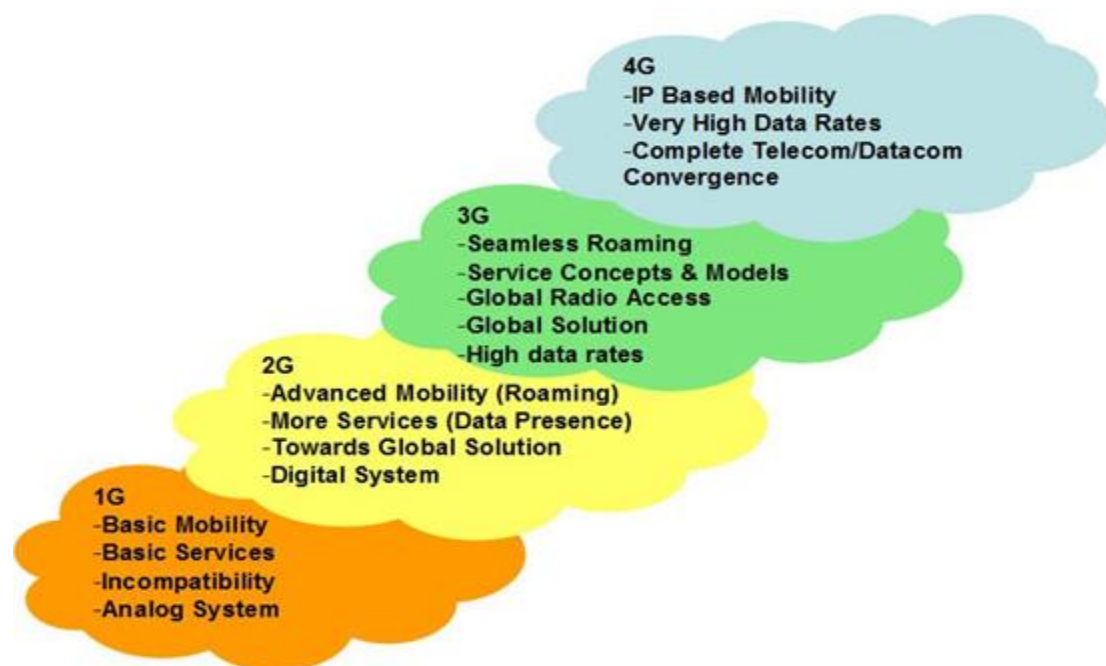 4G
-IP Based Mobility
-Very High Data Rates
-Complete Telecom/Datacom
Convergence
3G
-Seamless Roaming
-Service Concepts & Models
-Global Radio Access
-Global Solution
-High data rates
2G
-Advanced Mobility (Roaming)
-More Services (Data Presence)
-Towards Global Solution
-Digital System
1G
-Basic Mobility
-Basic Services
-Incompatibility
-Analog System